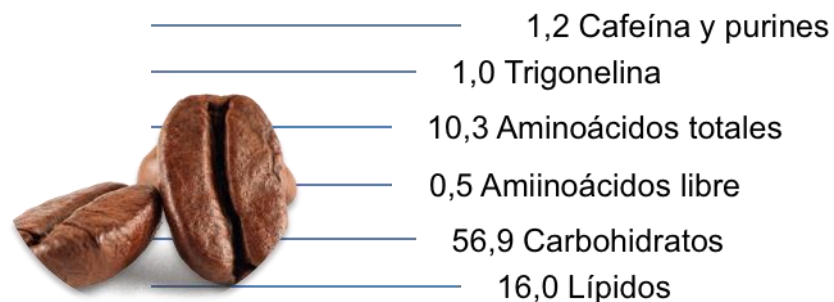 1,2 Cafeína y purines
1,0 Trigonelina
10,3 Aminoácidos totales
0,5 Amiinoácidos libre
56,9 Carbohidratos
16,0 Lípidos